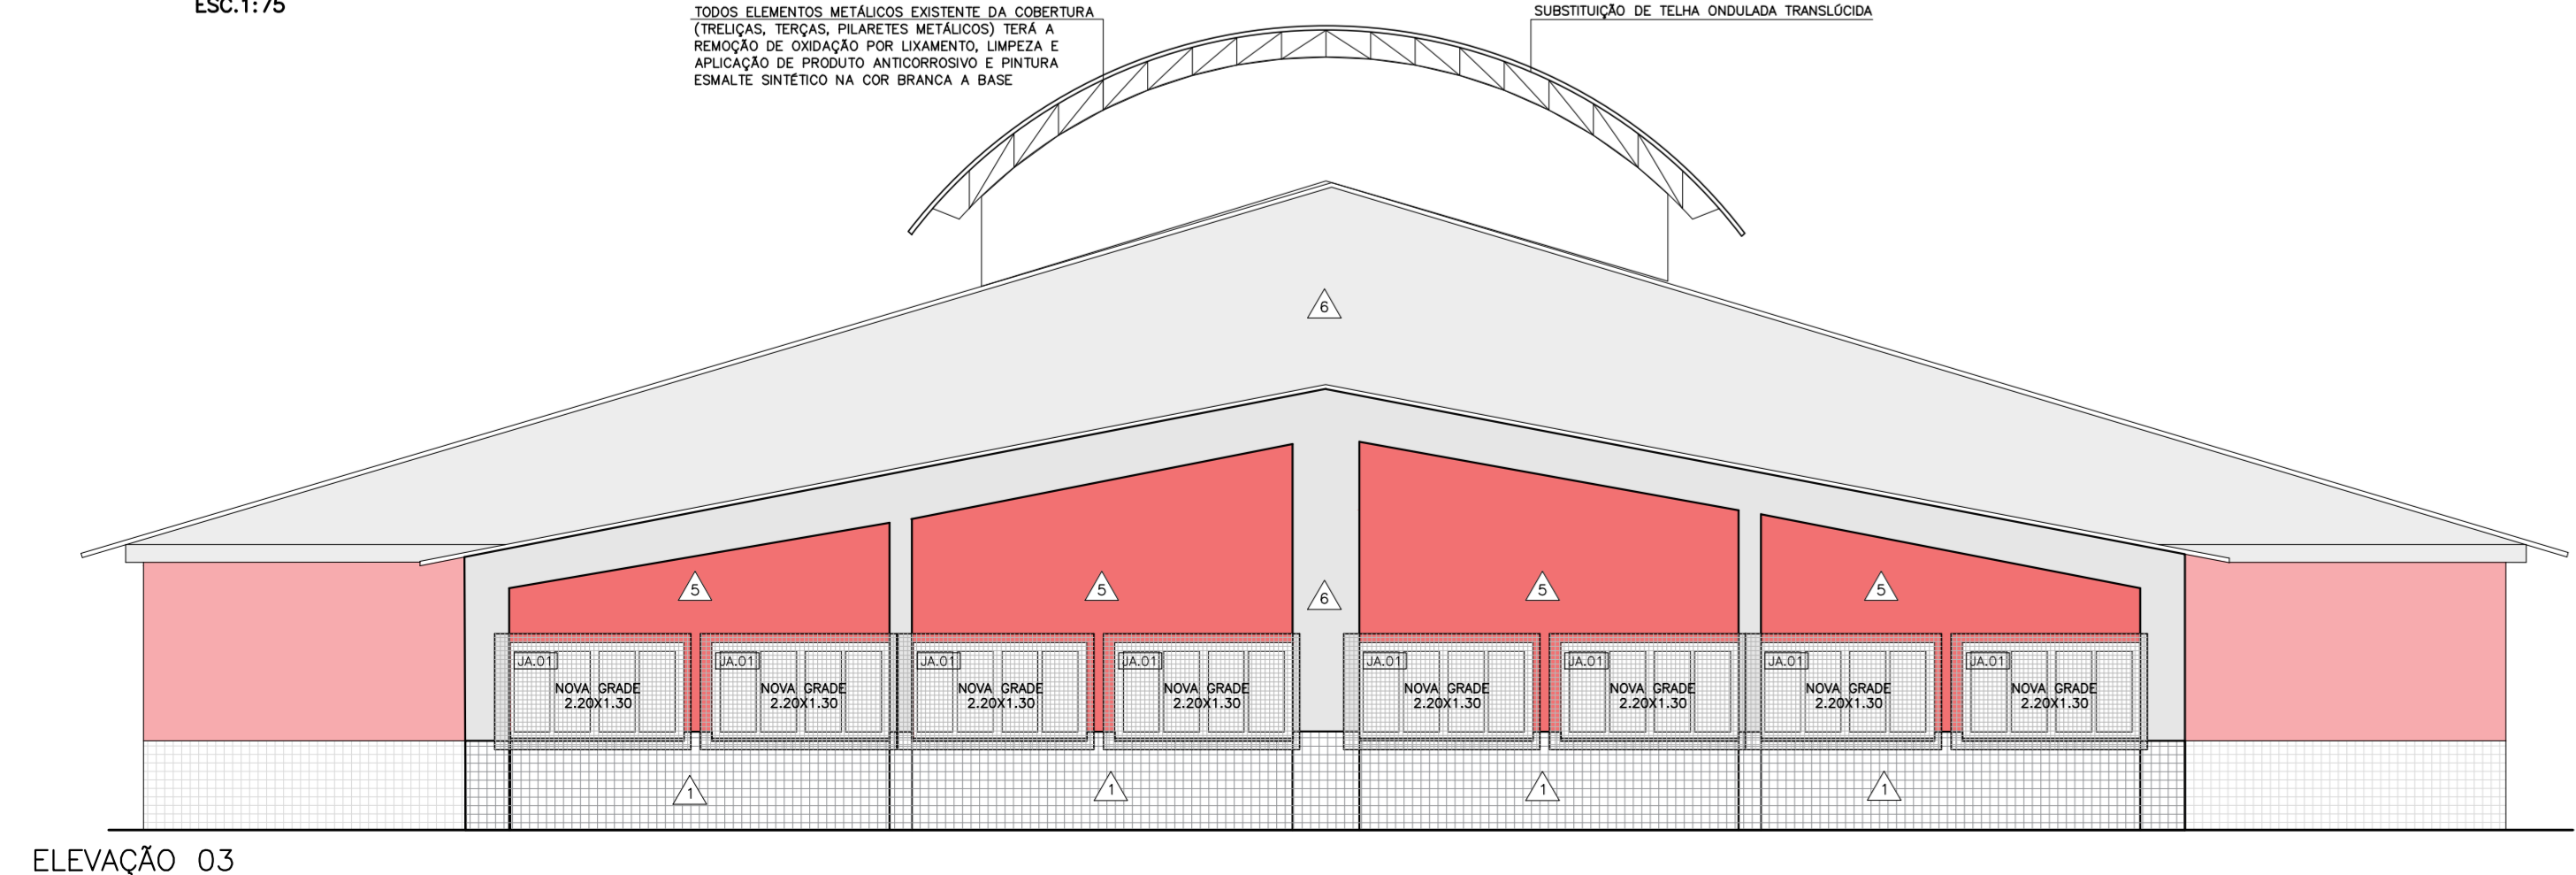 ESC.1:75
TODOS ELEMENTOS METÁLICOS EXISTENTE DA COBERTURA
(TRELIÇAS, TERÇAS, PILARETES METÁLICOS) TERÁ A
REMOÇÃO DE OXIDAÇÃO POR LIXAMENTO, LIMPEZA E
APLICAÇÃO DE PRODUTO ANTICORROSIVO E PINTURA
ESMALTE SINTÉTICO NA COR BRANCA A BASE
SUBSTITUIÇÃO DE TELHA ONDULADA TRANSLÚCIDA
6
5 5 6 5 5
JA.01 JA.01 JA.01 JA.01 JA.01 JA.01 JA.01 JA.01
NOVA GRADE NOVA GRADE NOVA GRADE NOVA GRADE NOVA GRADE NOVA GRADE NOVA GRADE NOVA GRADE
2.20X1.30 2.20X1.30 2.20X1.30 2.20X1.30 2.20X1.30 2.20X1.30 2.20X1.30 2.20X1.30
1 1 1 1
ELEVAÇÃO 03